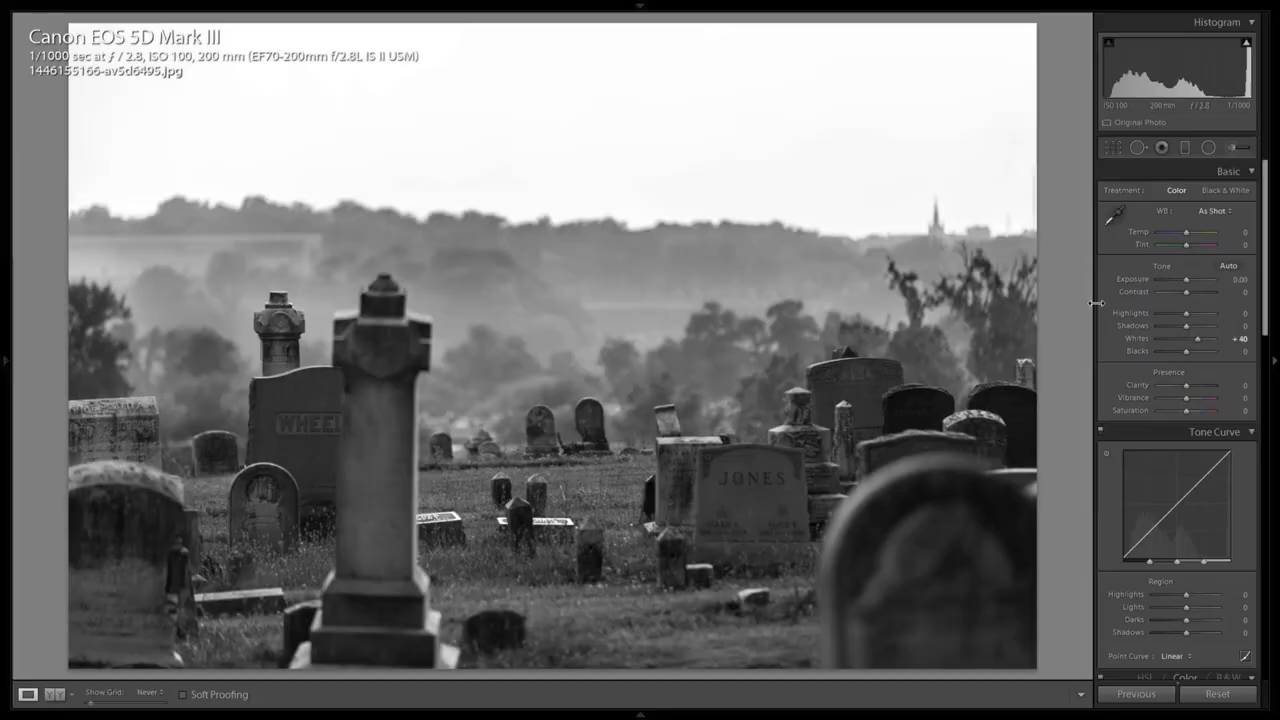 Canon EOS 5D Mark III
1/1000 sec at ƒ / 2.8, ISO 100, 200 mm (EF70-200mm f/2.8L IS II USM)
1446155166-av5d6495.jpg
WHEEL
JONES
Histogram
ISO 100 200 mm ƒ / 2.8 1/1000
Original Photo
Basic
Treatment : Color Black & White
WB : As Shot
Temp 0
Tint 0
Tone Auto
Exposure 0.00
Contrast 0
Highlights 0
Shadows 0
Whites + 40
Blacks 0
Presence
Clarity 0
Vibrance 0
Saturation 0
Tone Curve
Region
Highlights 0
Lights 0
Darks 0
Shadows 0
Point Curve : Linear
HSL / Color / B & W
Show Grid: Never
Soft Proofing
Previous Reset